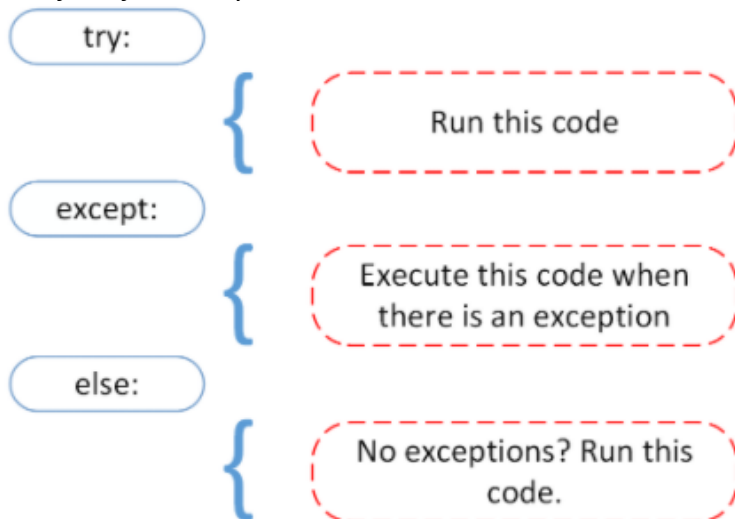 try:
Run this code
except:
Execute this code when
there is an exception
else:
No exceptions? Run this
code.